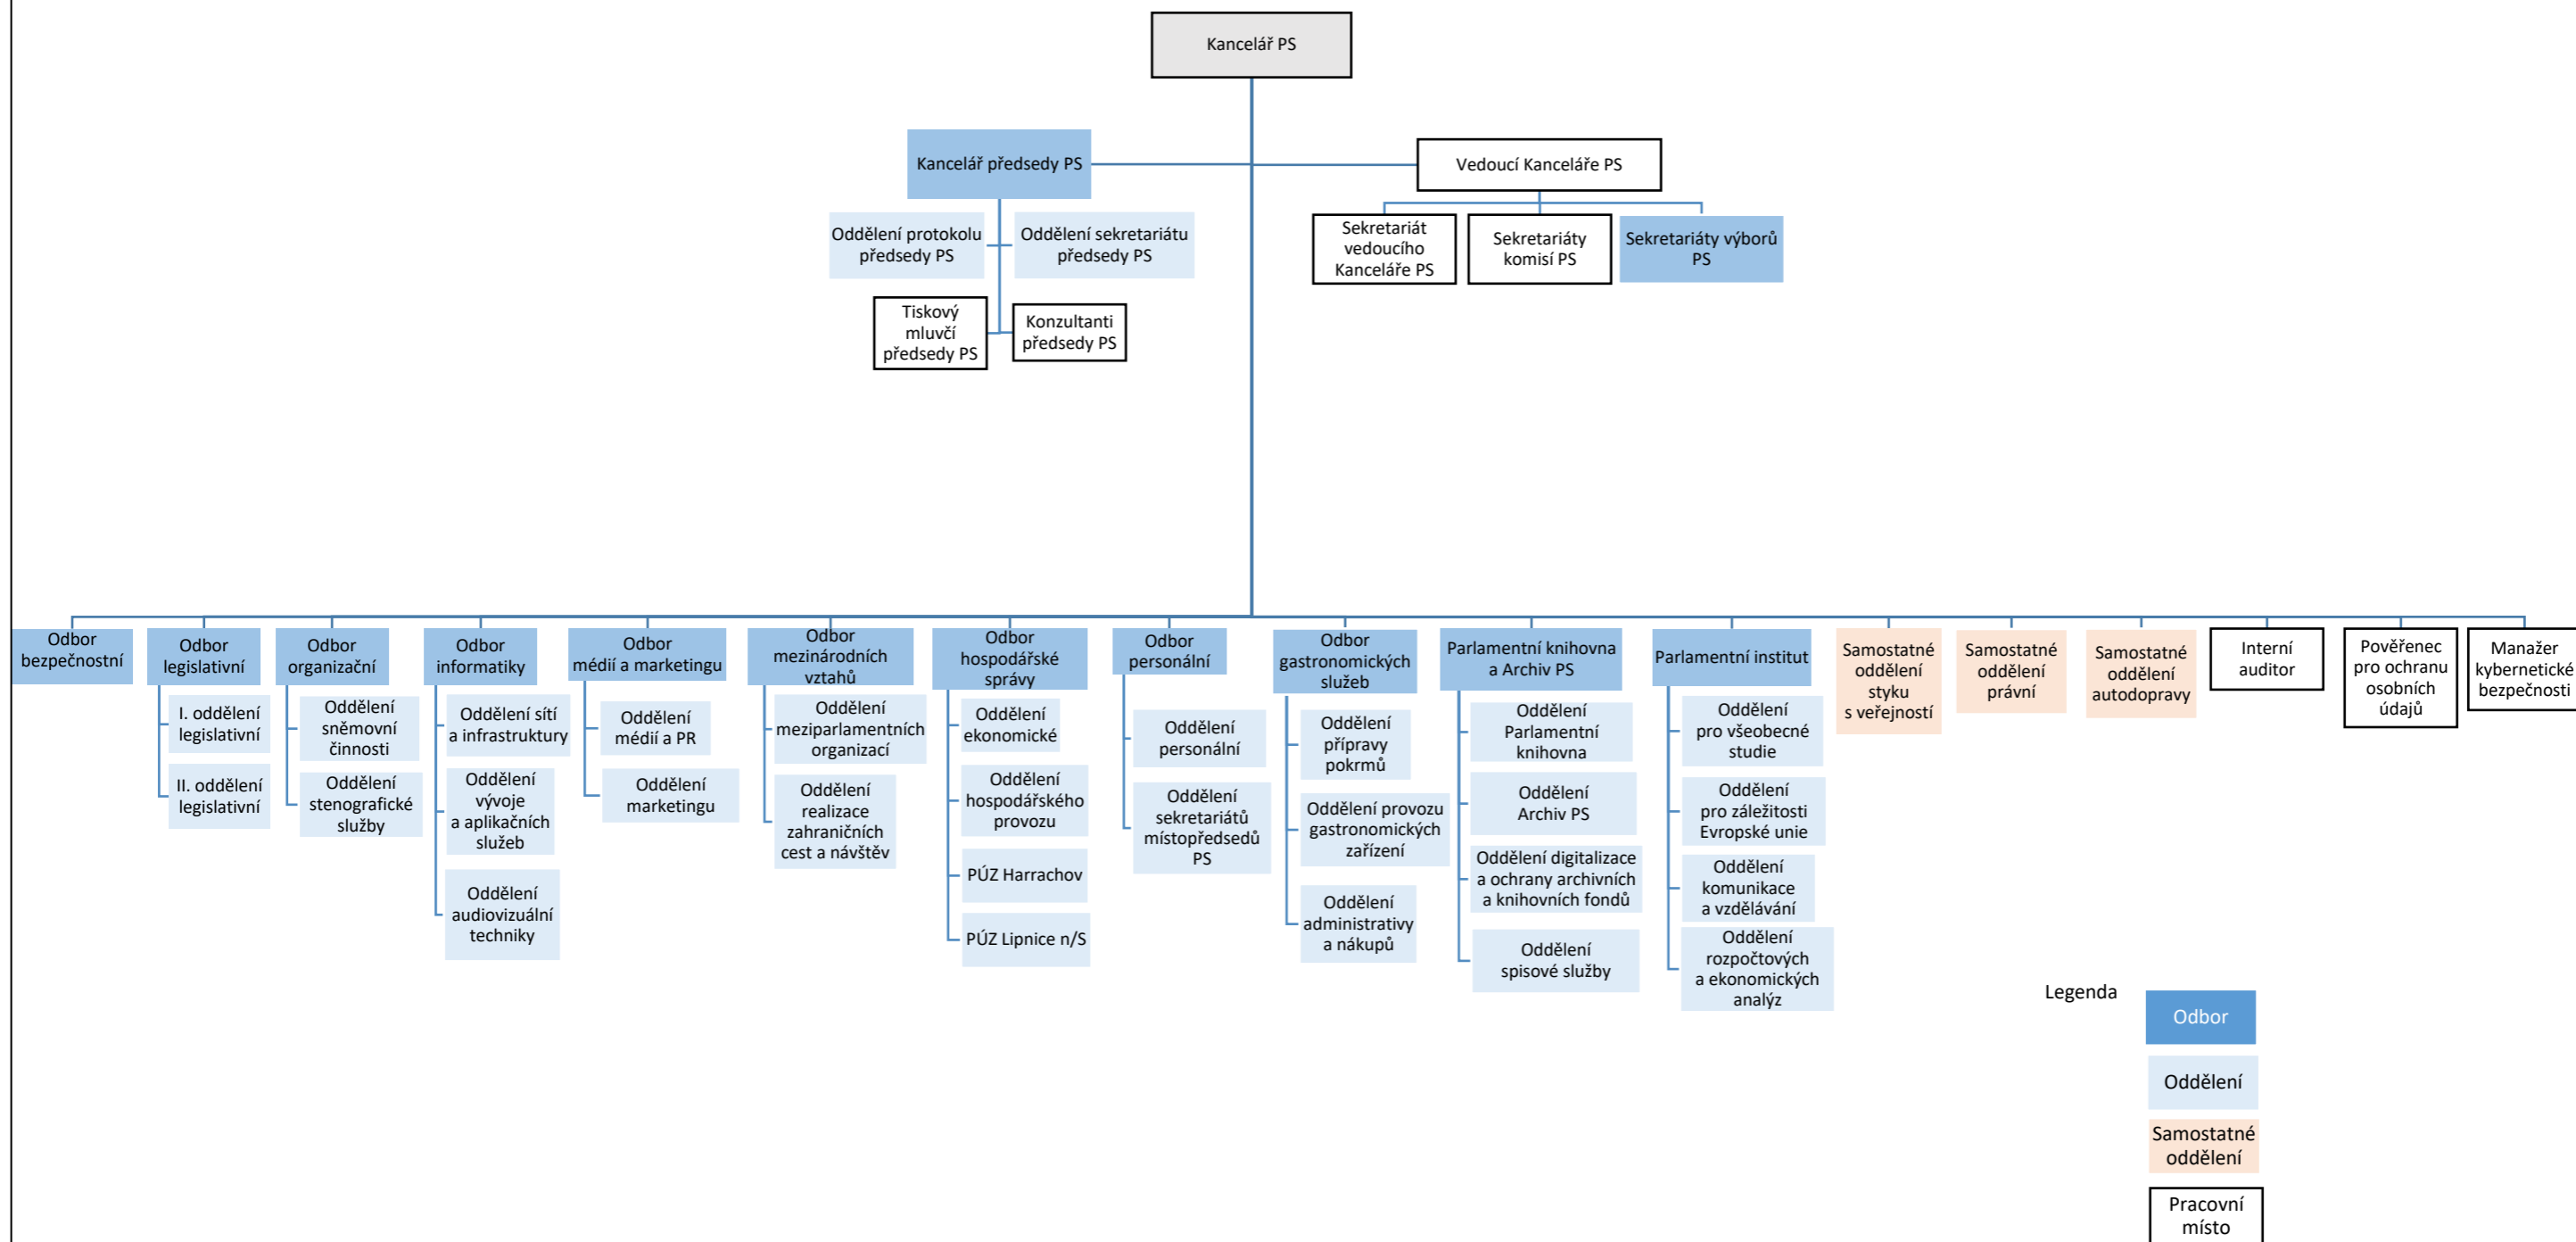 Kancelář PS
Kancelář předsedy PS
Vedoucí Kanceláře PS
Oddělení protokolu
předsedy PS
Oddělení sekretariátu
předsedy PS
Tiskový
mluvčí
předsedy PS
Konzultanti
předsedy PS
Sekretariát
vedoucího
Kanceláře PS
Sekretariáty
komisí PS
Sekretariáty výborů
PS
Odbor
bezpečnostní
Odbor
legislativní
I. oddělení
legislativní
II. oddělení
legislativní
Odbor
organizační
Oddělení
sněmovní
činnosti
Oddělení
stenografické
služby
Odbor
informatiky
Oddělení sítí
a infrastruktury
Oddělení
vývoje
a aplikačních
služeb
Oddělení
audiovizuální
techniky
Odbor
médií a marketingu
Oddělení
médií a PR
Oddělení
marketingu
Odbor
mezinárodních
vztahů
Oddělení
meziparlamentních
organizací
Oddělení
realizace
zahraničních
cest a návštěv
Odbor
hospodářské
správy
Oddělení
ekonomické
Oddělení
hospodářského
provozu
PÚZ Harrachov
PÚZ Lipnice n/S
Odbor
personální
Oddělení
personální
Oddělení
sekretariátů
místopředsedů
PS
Odbor
gastronomických
služeb
Oddělení
přípravy
pokrmů
Oddělení provozu
gastronomických
zařízení
Oddělení
administrativy
a nákupů
Parlamentní knihovna
a Archiv PS
Oddělení
Parlamentní
knihovna
Oddělení
Archiv PS
Oddělení digitalizace
a ochrany archivních
a knihovních fondů
Oddělení
spisové služby
Parlamentní institut
Oddělení
pro všeobecné
studie
Oddělení
pro záležitosti
Evropské unie
Oddělení
komunikace
a vzdělávání
Oddělení
rozpočtových
a ekonomických
analýz
Samostatné
oddělení
styku
s veřejností
Samostatné
oddělení
právní
Samostatné
oddělení
autodopravy
Interní
auditor
Pověřenec
pro ochranu
osobních
údajů
Manažer
kybernetické
bezpečnosti
Legenda
Odbor
Oddělení
Samostatné
oddělení
Pracovní
místo